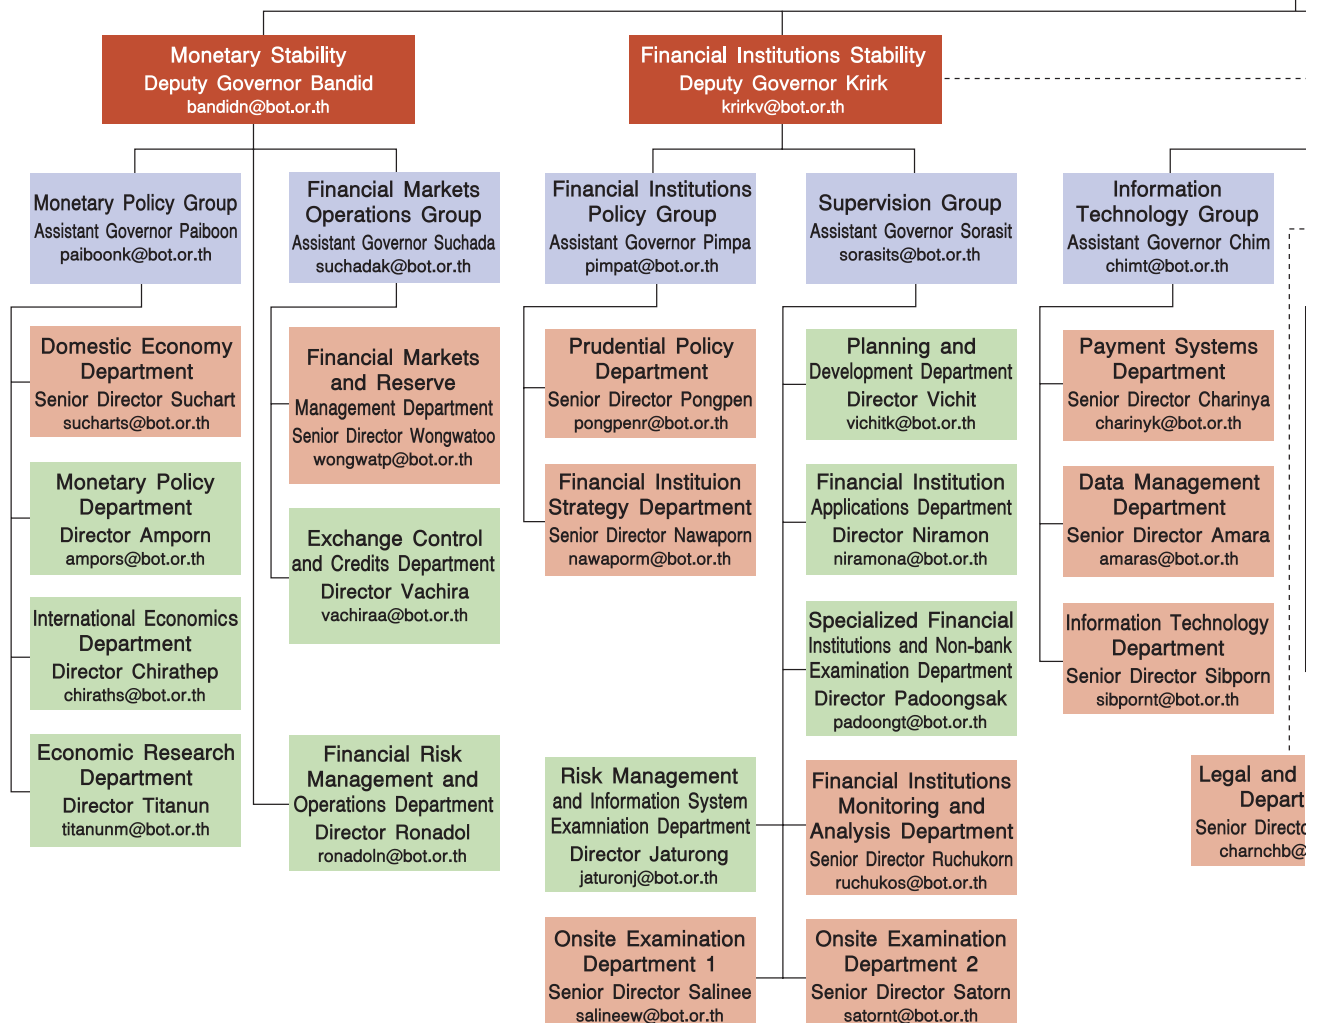 Monetary Stability
Deputy Governor Bandid
bandidn@bot.or.th
Financial Institutions Stability
Deputy Governor Krirk
krirkv@bot.or.th
Monetary Policy Group
Assistant Governor Paiboon
paiboonk@bot.or.th
Financial Markets
Operations Group
Assistant Governor Suchada
suchadak@bot.or.th
Financial Institutions
Policy Group
Assistant Governor Pimpa
pimpat@bot.or.th
Supervision Group
Assistant Governor Sorasit
sorasits@bot.or.th
Information
Technology Group
Assistant Governor Chim
chimt@bot.or.th
Domestic Economy
Department
Senior Director Suchart
sucharts@bot.or.th
Monetary Policy
Department
Director Amporn
ampors@bot.or.th
International Economics
Department
Director Chirathep
chiraths@bot.or.th
Economic Research
Department
Director Titanun
titanunm@bot.or.th
Financial Markets
and Reserve
Management Department
Senior Director Wongwatoo
wongwatp@bot.or.th
Exchange Control
and Credits Department
Director Vachira
vachiraa@bot.or.th
Financial Risk
Management and
Operations Department
Director Ronadol
ronadoln@bot.or.th
Prudential Policy
Department
Senior Director Pongpen
pongpenr@bot.or.th
Financial Instituion
Strategy Department
Senior Director Nawaporn
nawaporm@bot.or.th
Planning and
Development Department
Director Vichit
vichitk@bot.or.th
Financial Institution
Applications Department
Director Niramon
niramona@bot.or.th
Specialized Financial
Institutions and Non-bank
Examination Department
Director Padoongsak
padoongt@bot.or.th
Risk Management
and Information System
Examniation Department
Director Jaturong
jaturonj@bot.or.th
Financial Institutions
Monitoring and
Analysis Department
Senior Director Ruchukorn
ruchukos@bot.or.th
Onsite Examination
Department 1
Senior Director Salinee
salineew@bot.or.th
Onsite Examination
Department 2
Senior Director Satorn
satornt@bot.or.th
Payment Systems
Department
Senior Director Charinya
charinyk@bot.or.th
Data Management
Department
Senior Director Amara
amaras@bot.or.th
Information Technology
Department
Senior Director Sibporn
sibpornt@bot.or.th
Legal and
Depart
Senior Directo
charnchb@